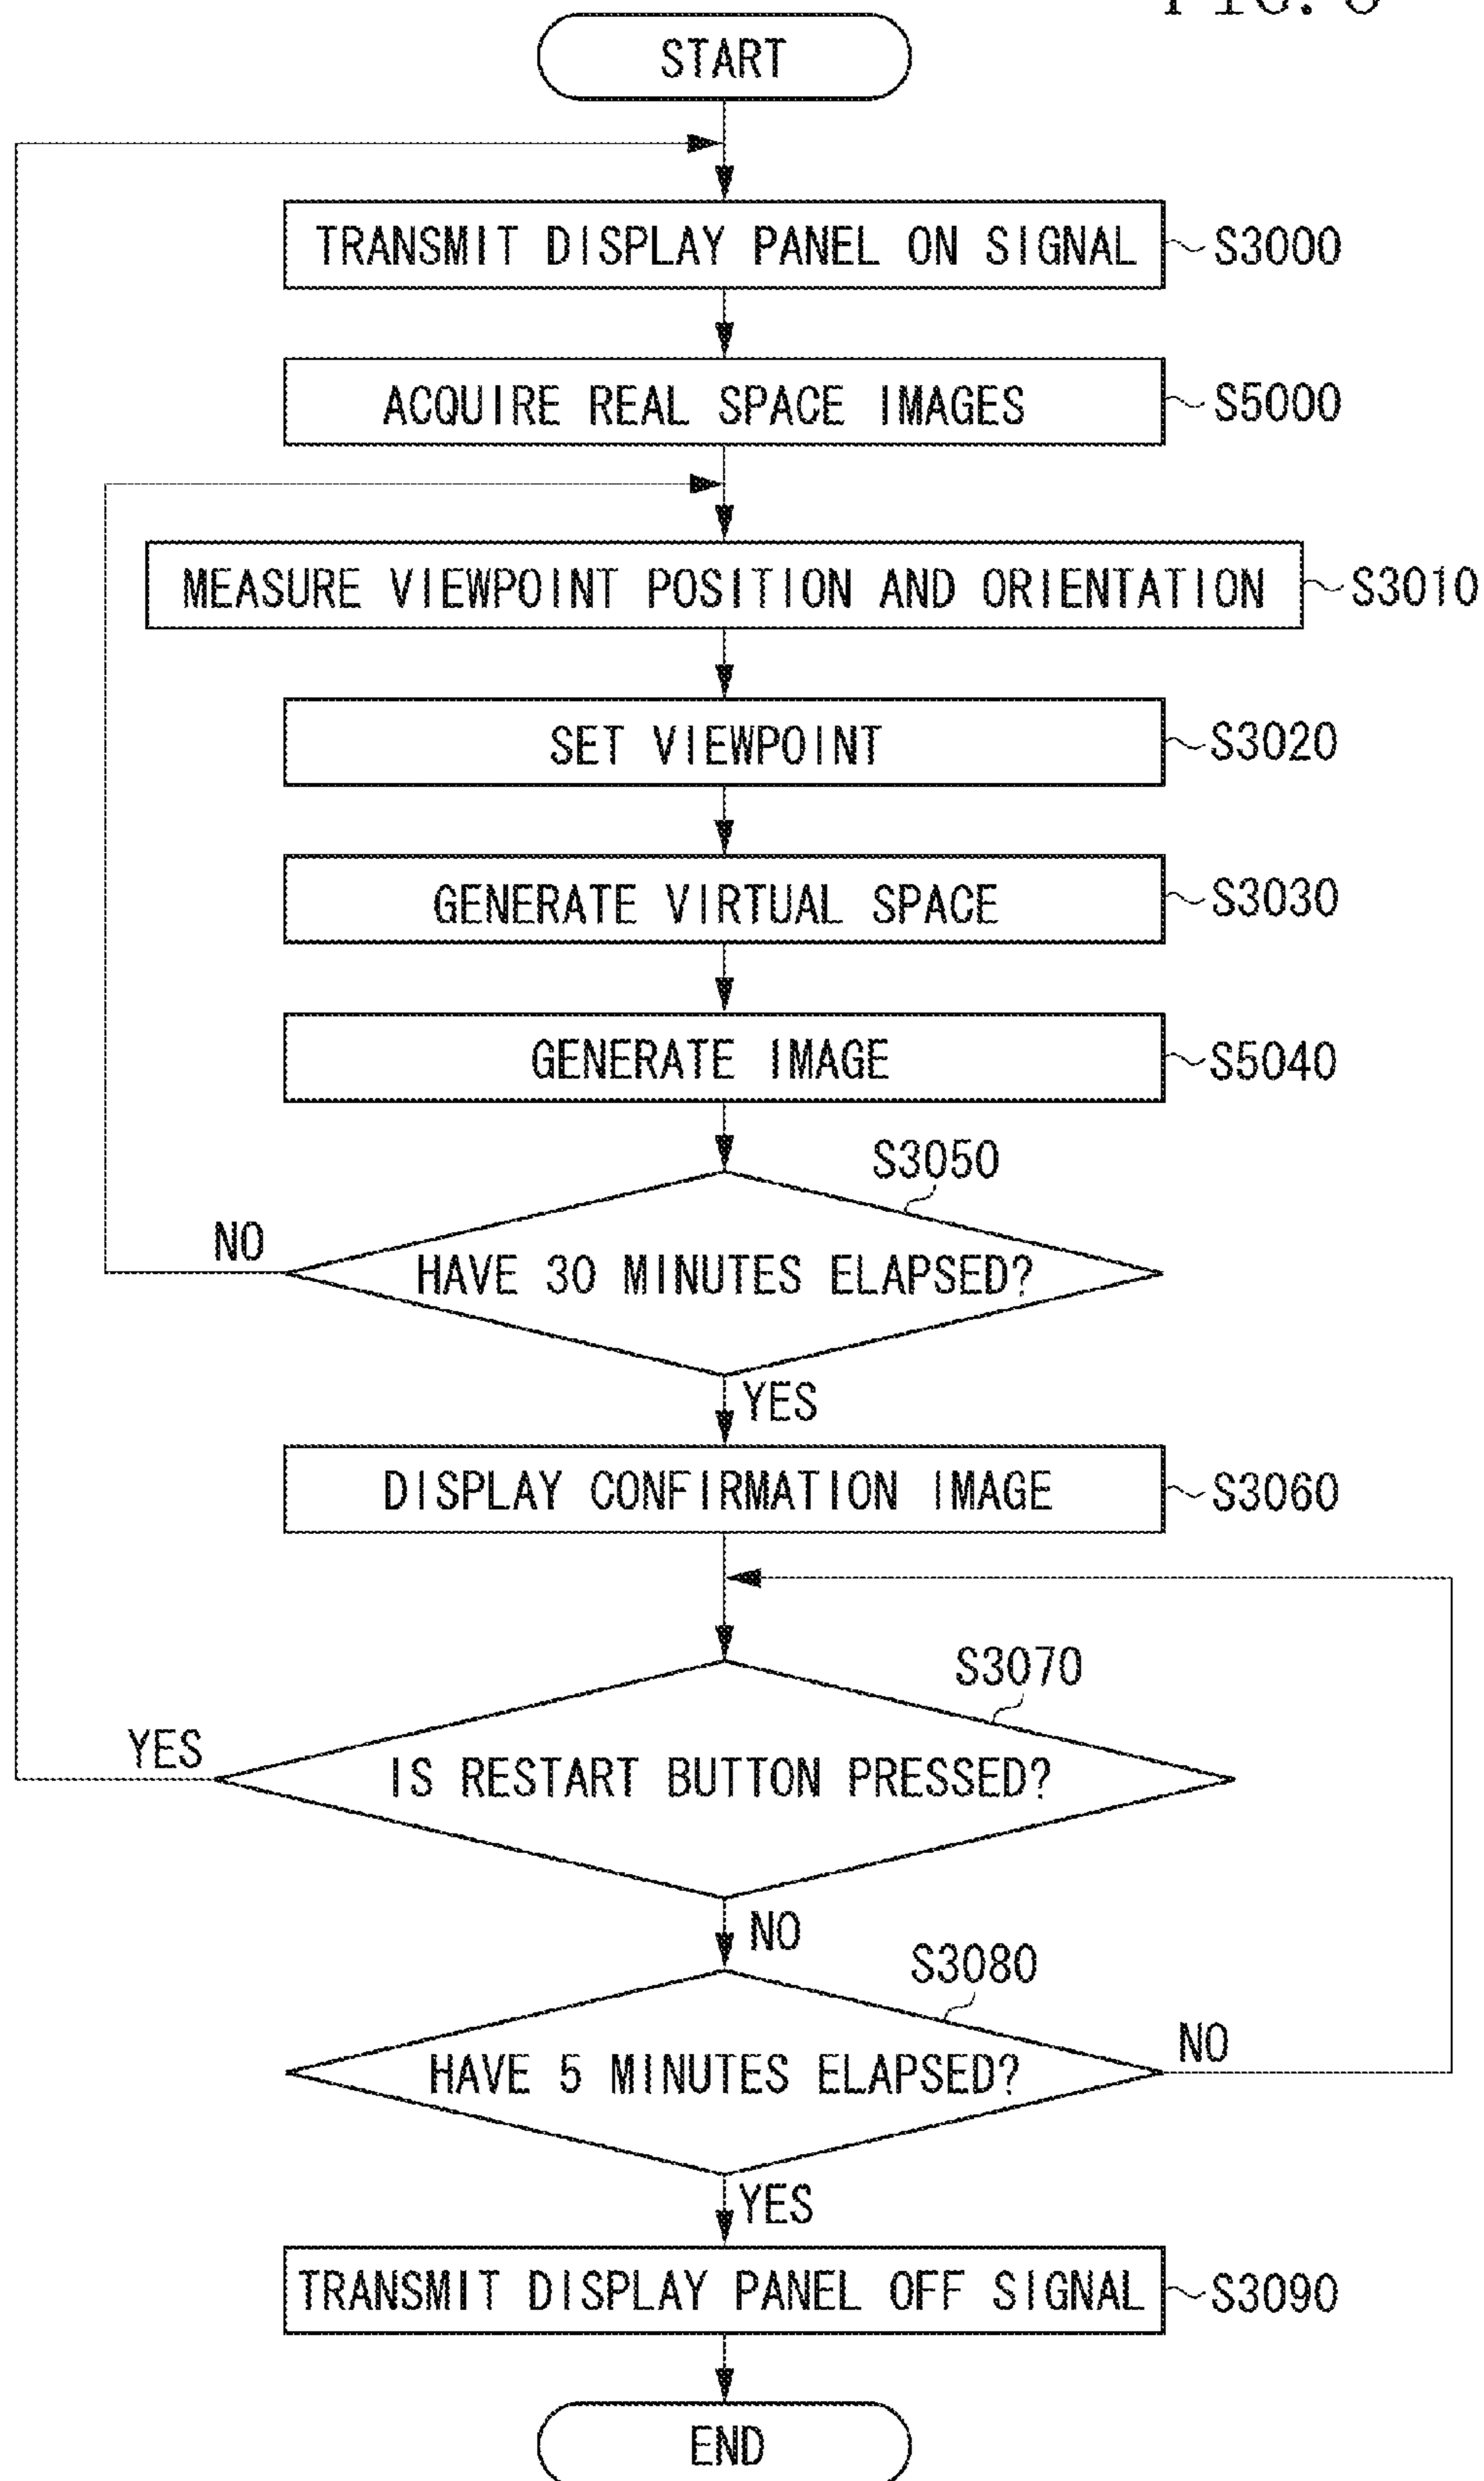 START
TRANSMIT DISPLAY PANEL ON SIGNAL
S3000
ACQUIRE REAL SPACE IMAGES
S5000
MEASURE VIEWPOINT POSITION AND ORIENTATION
S3010
SET VIEWPOINT
S3020
GENERATE VIRTUAL SPACE
S3030
GENERATE IMAGE
S5040
S3050
NO
HAVE 30 MINUTES ELAPSED?
YES
DISPLAY CONFIRMATION IMAGE
S3060
S3070
YES
IS RESTART BUTTON PRESSED?
NO
S3080
HAVE 5 MINUTES ELAPSED?
NO
YES
TRANSMIT DISPLAY PANEL OFF SIGNAL
S3090
END